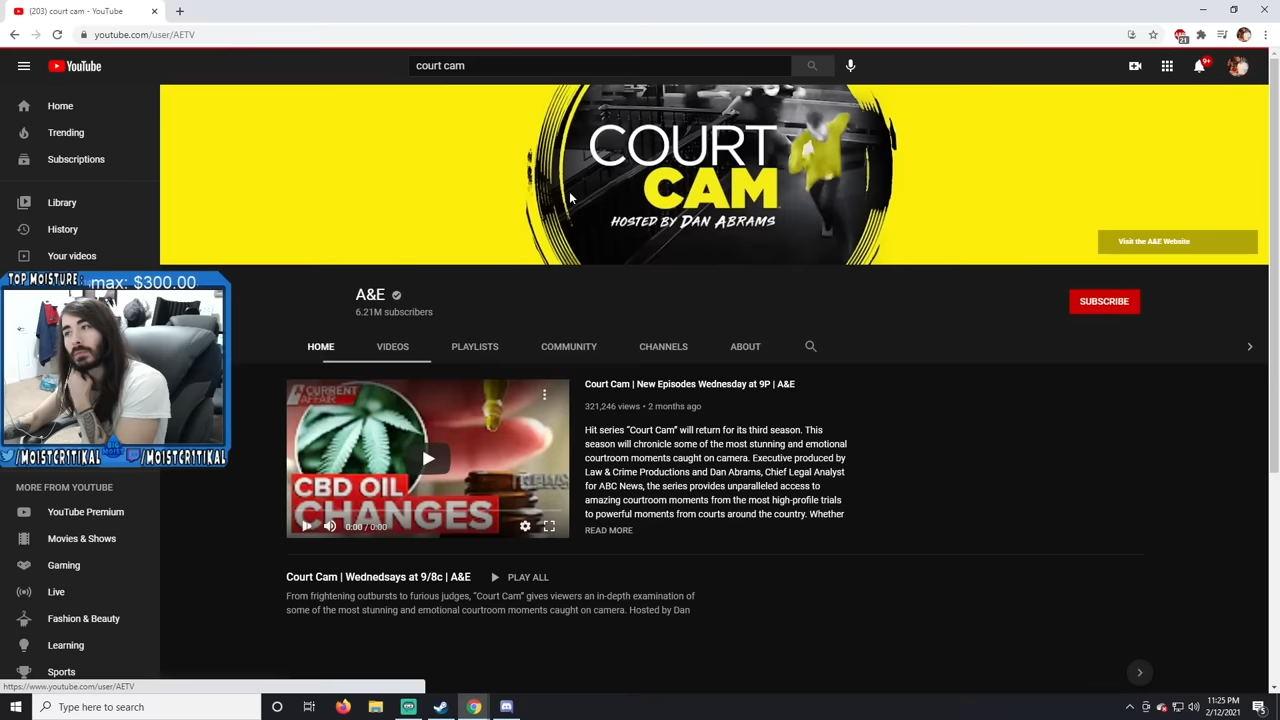 (203) court cam - YouTube
youtube.com/user/AETV
21
YouTube
court cam
9+
Home
Trending
Subscriptions
Library
History
Your videos
COURT
CAM
HOSTED BY DAN ABRAMS
Visit the A&E Website
TOP MOISTURE:
max: $300.00
BIG MOIST
/MOISTCR1TIKAL
/MOISTCR1TIKAL
A&E
6.21M subscribers
SUBSCRIBE
HOME
VIDEOS
PLAYLISTS
COMMUNITY
CHANNELS
ABOUT
A CURRENT AFFAIR
CBD OIL
CHANGES
0:00 / 0:00
Court Cam | New Episodes Wednesday at 9P | A&E
321,246 views • 2 months ago
Hit series “Court Cam” will return for its third season. This
season will chronicle some of the most stunning and emotional
courtroom moments caught on camera. Executive produced by
Law & Crime Productions and Dan Abrams, Chief Legal Analyst
for ABC News, the series provides unparalleled access to
amazing courtroom moments from the most high-profile trials
to powerful moments from courts around the country. Whether
READ MORE
Court Cam | Wednedsays at 9/8c | A&E
PLAY ALL
From frightening outbursts to furious judges, “Court Cam” gives viewers an in-depth examination of
some of the most stunning and emotional courtroom moments caught on camera. Hosted by Dan
MORE FROM YOUTUBE
YouTube Premium
Movies & Shows
Gaming
Live
Fashion & Beauty
Learning
Sports
https://www.youtube.com/user/AETV
Type here to search
11:25 PM
2/12/2021